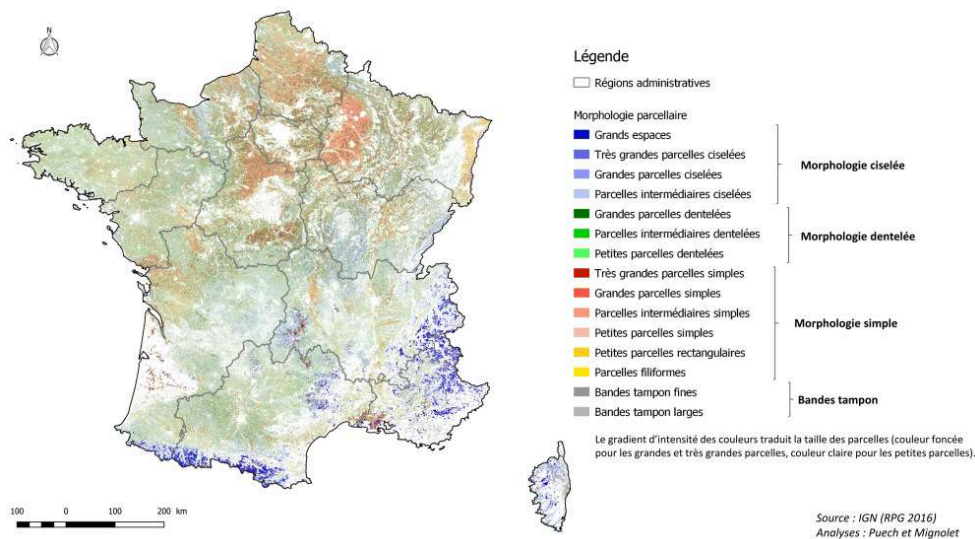 N
Légende
Régions administratives
Morphologie parcellaire
Grands espaces
Très grandes parcelles ciselées
Grandes parcelles ciselées
Parcelles intermédiaires ciselées
Morphologie ciselée
Grandes parcelles dentelées
Parcelles intermédiaires dentelées
Petites parcelles dentelées
Morphologie dentelée
Très grandes parcelles simples
Grandes parcelles simples
Parcelles intermédiaires simples
Petites parcelles simples
Petites parcelles rectangulaires
Parcelles filiformes
Morphologie simple
Bandes tampon fines
Bandes tampon larges
Bandes tampon
Le gradient d'intensité des couleurs traduit la taille des parcelles (couleur foncée
pour les grandes et très grandes parcelles, couleur claire pour les petites parcelles).
100 0 100 200 km
Source : IGN (RPG 2016)
Analyses : Puech et Mignolet